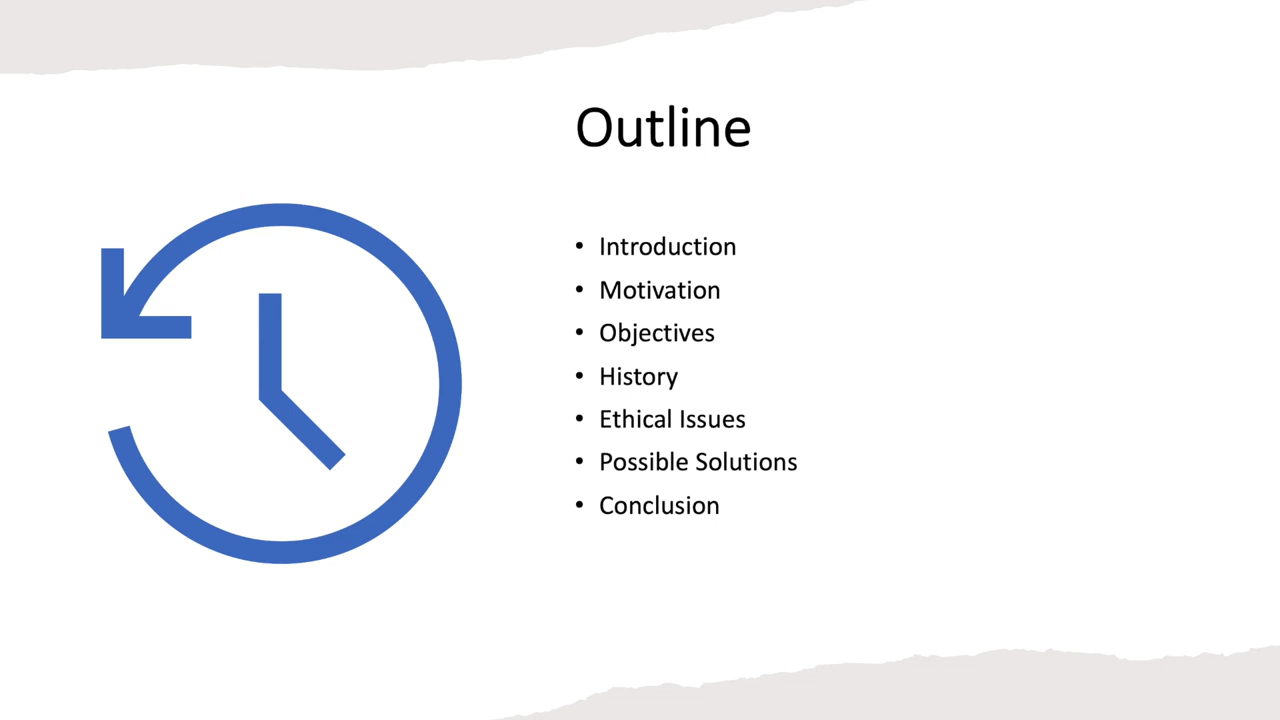 Outline
• Introduction
• Motivation
• Objectives
• History
• Ethical Issues
• Possible Solutions
• Conclusion